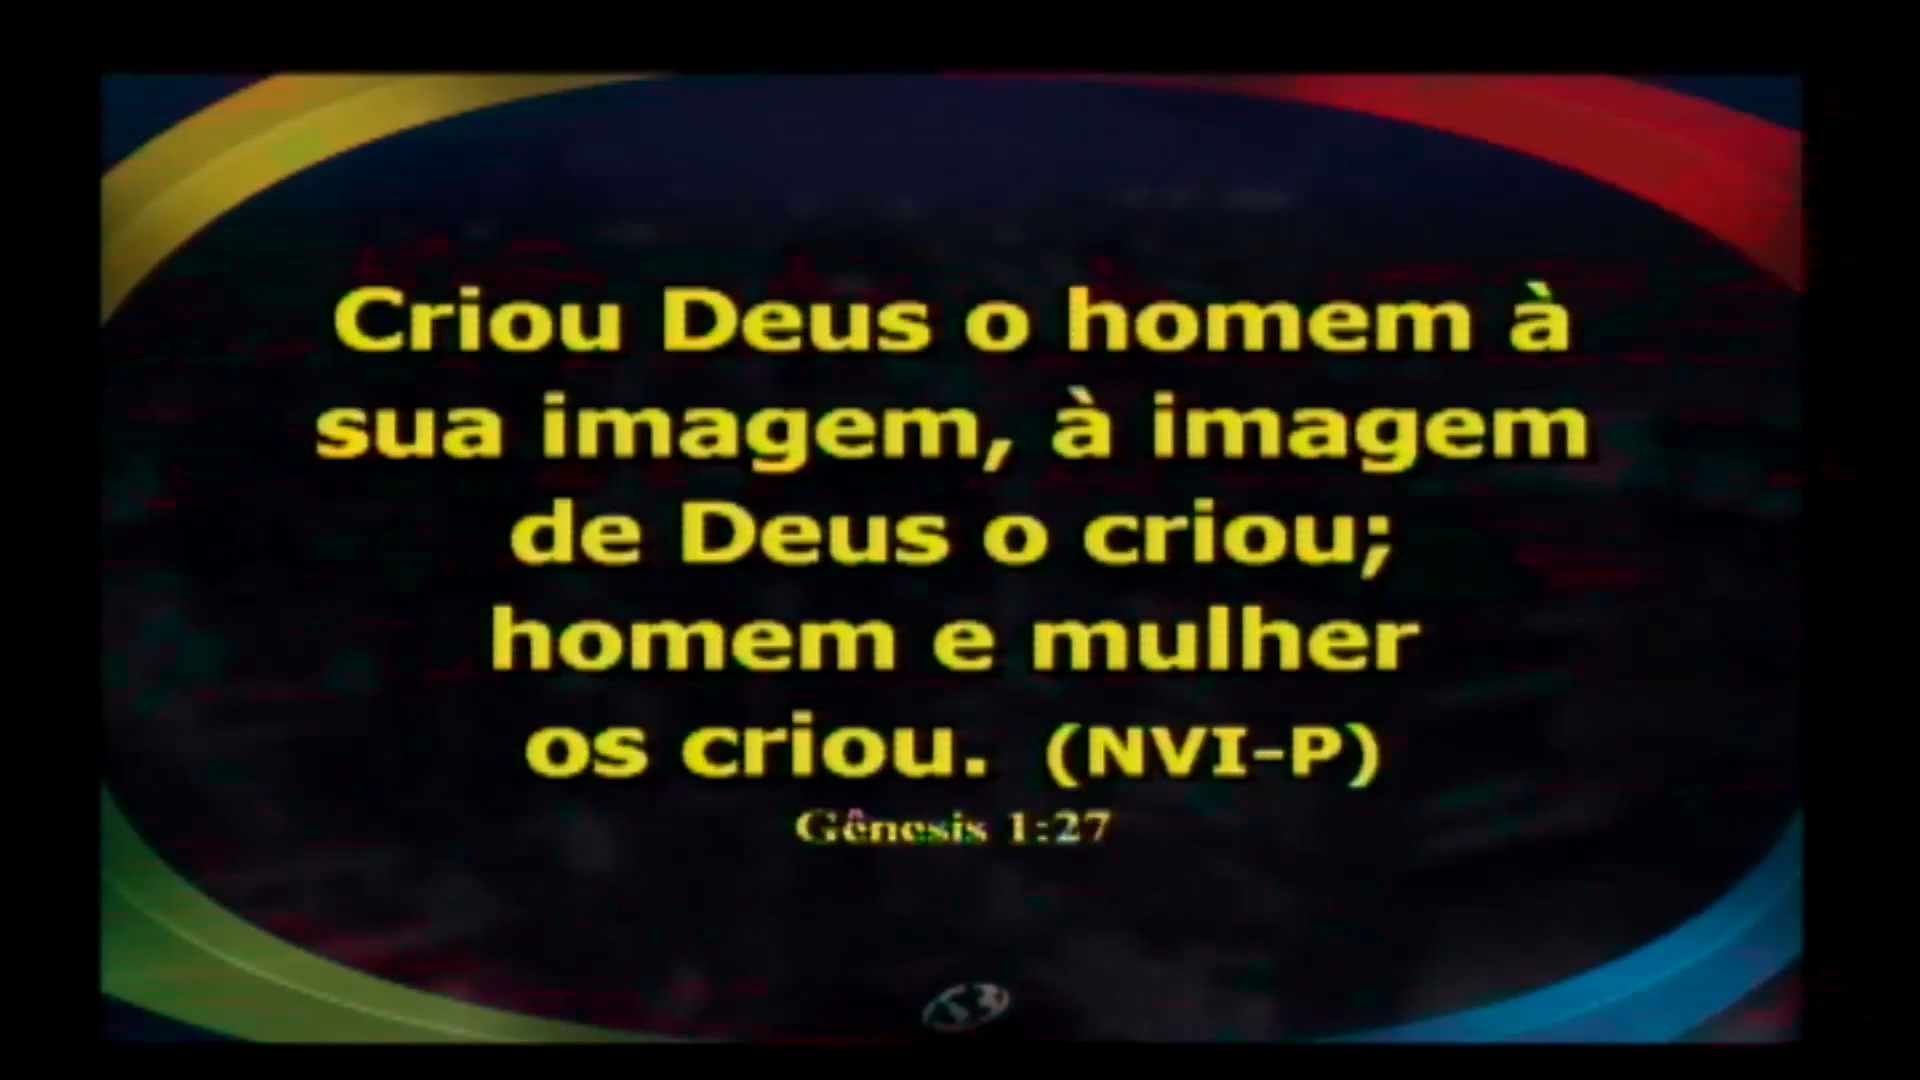 Criou Deus o homem à
sua imagem, à imagem
de Deus o criou;
homem e mulher
os criou. (NVI-P)
Gênesis 1:27